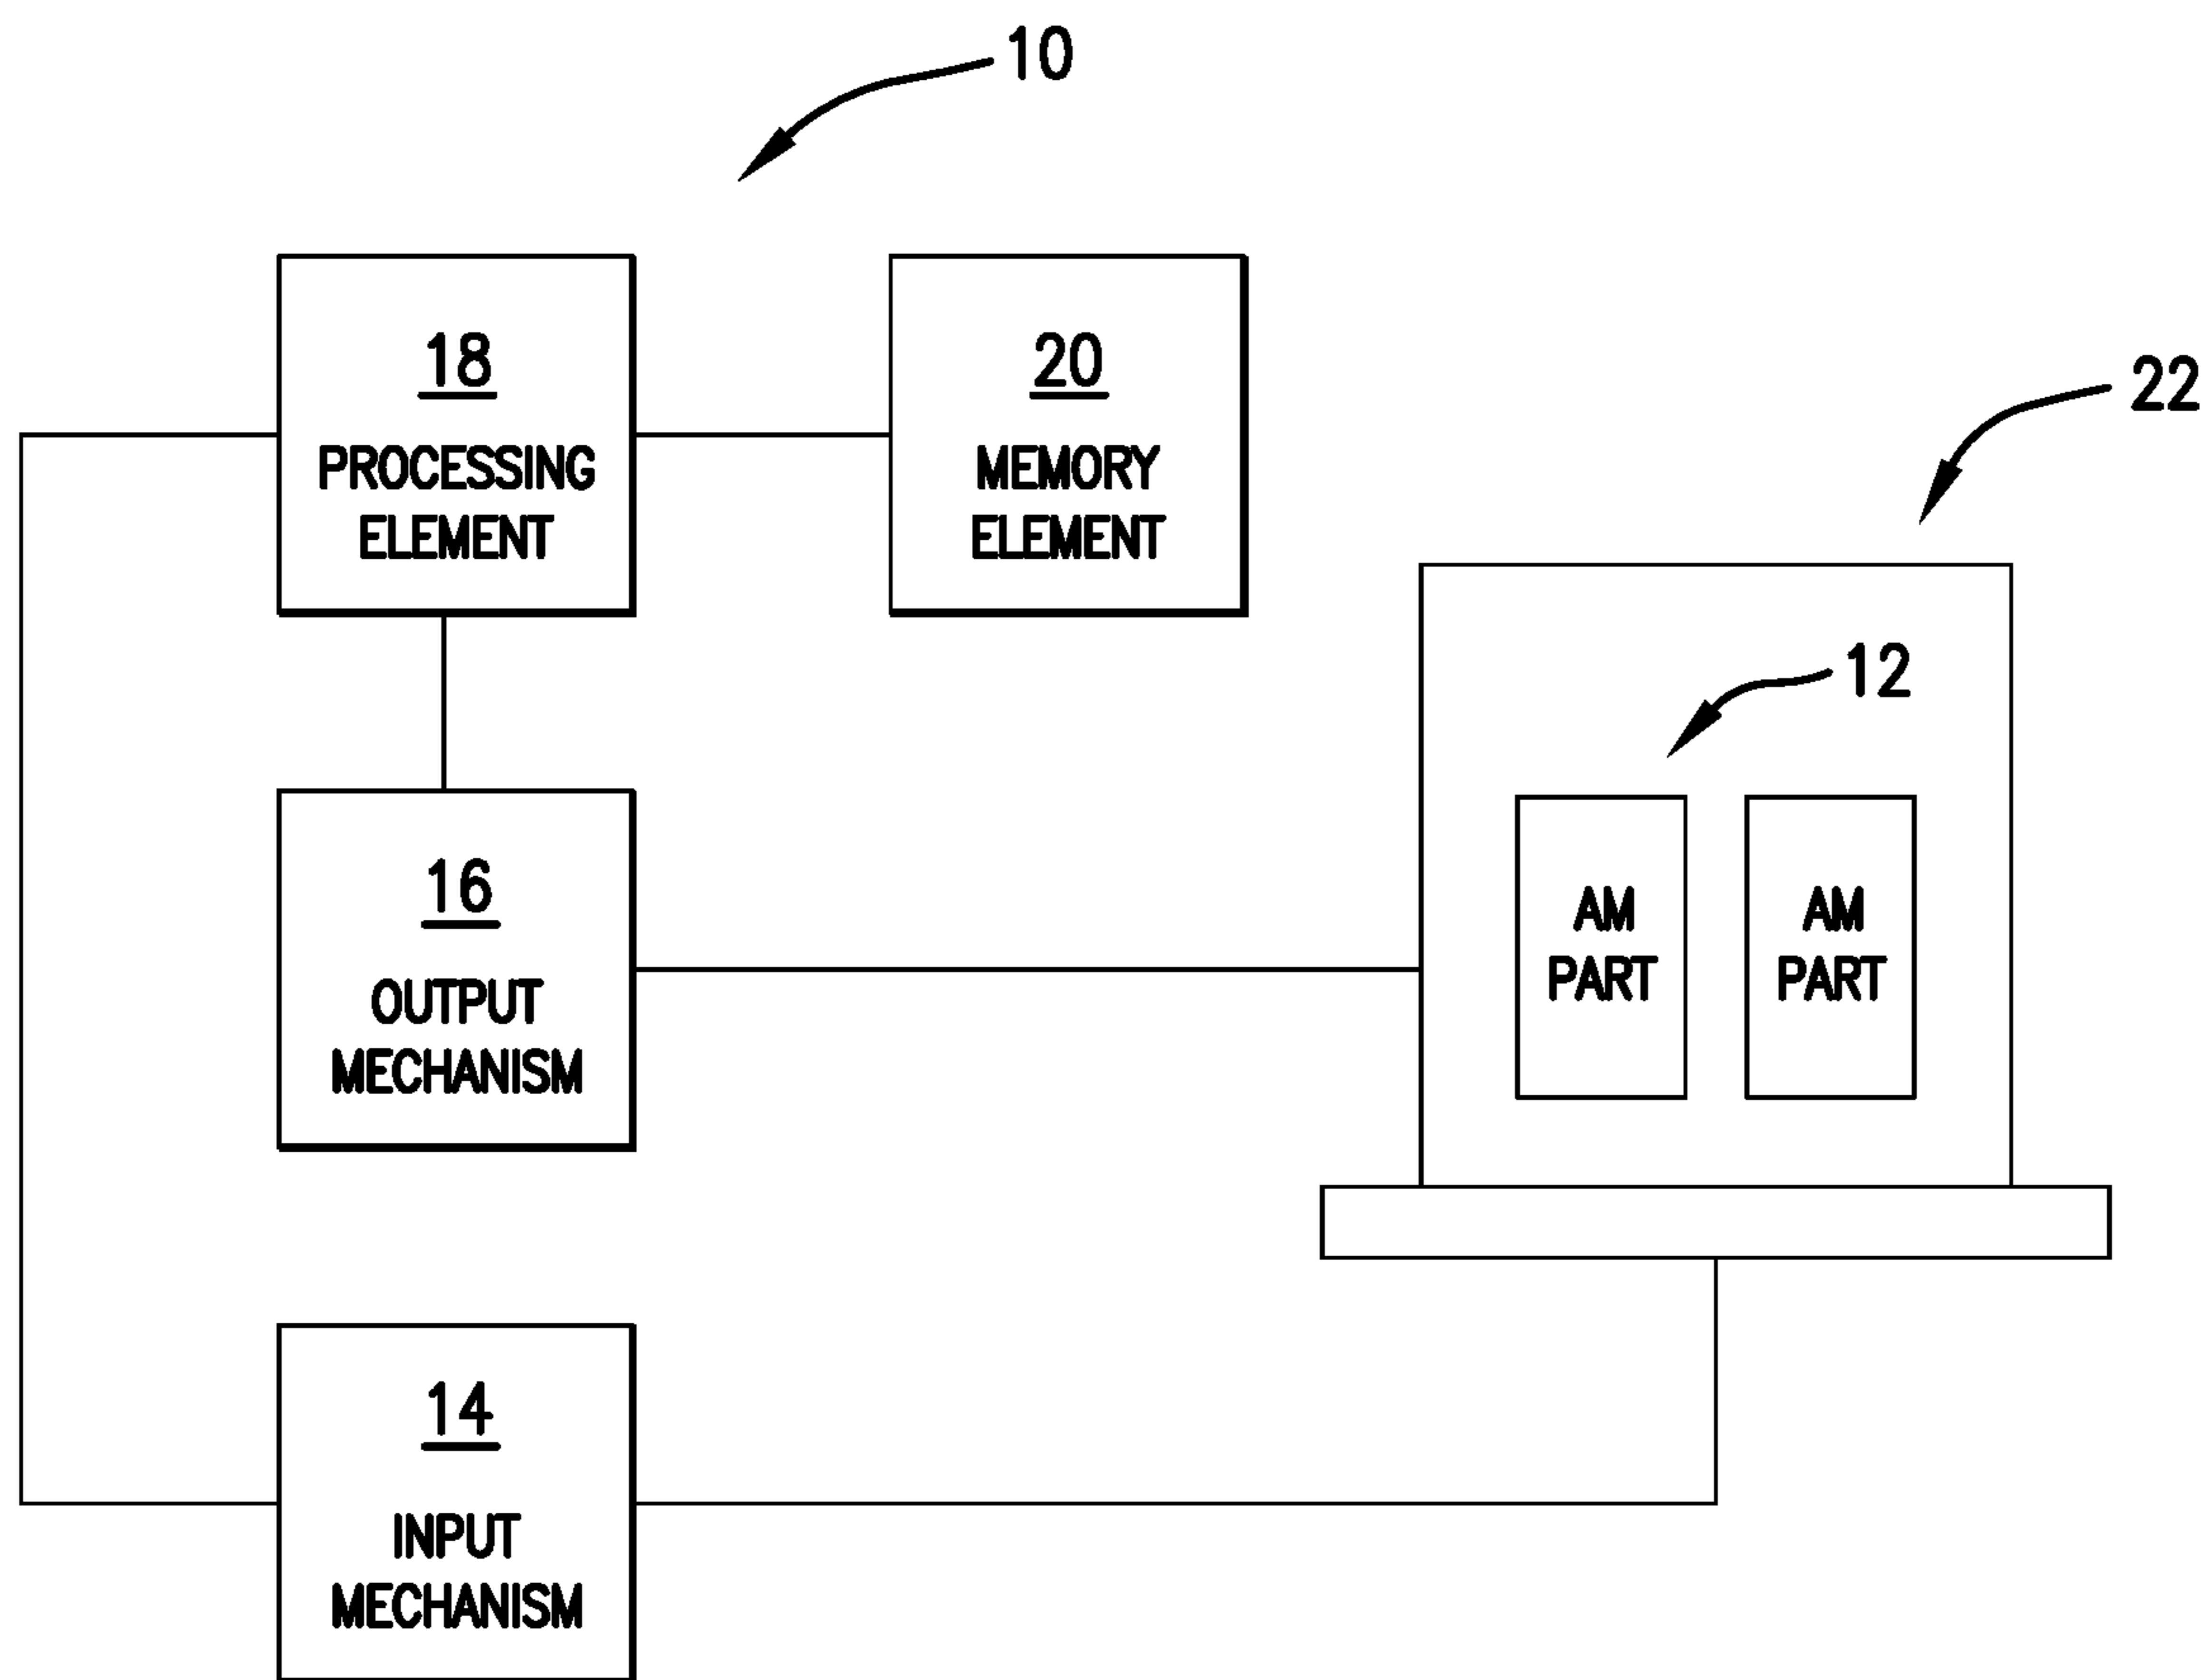 10
18
PROCESSING
ELEMENT
20
MEMORY
ELEMENT
22
12
AM
PART
AM
PART
16
OUTPUT
MECHANISM
14
INPUT
MECHANISM